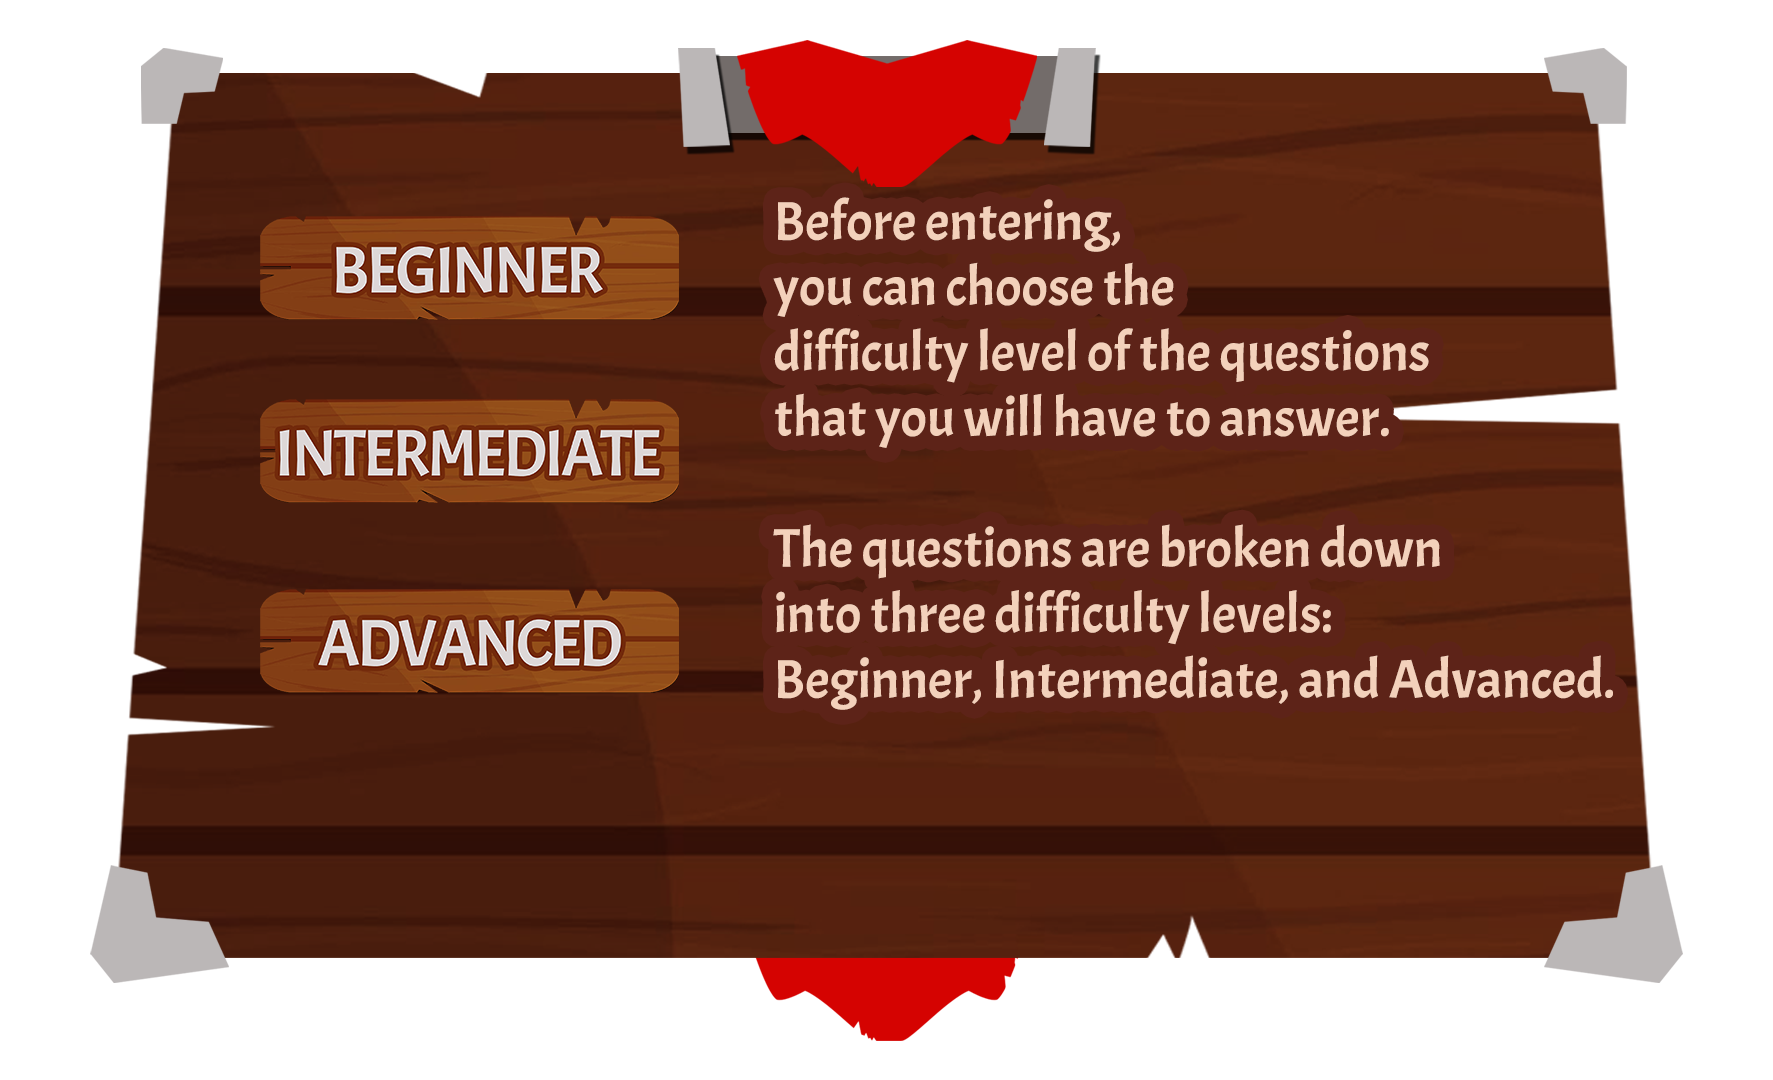 BEGINNER
INTERMEDIATE
ADVANCED
Before entering,
you can choose the
difficulty level of the questions
that you will have to answer.
The questions are broken down
into three difficulty levels:
Beginner, Intermediate, and Advanced.